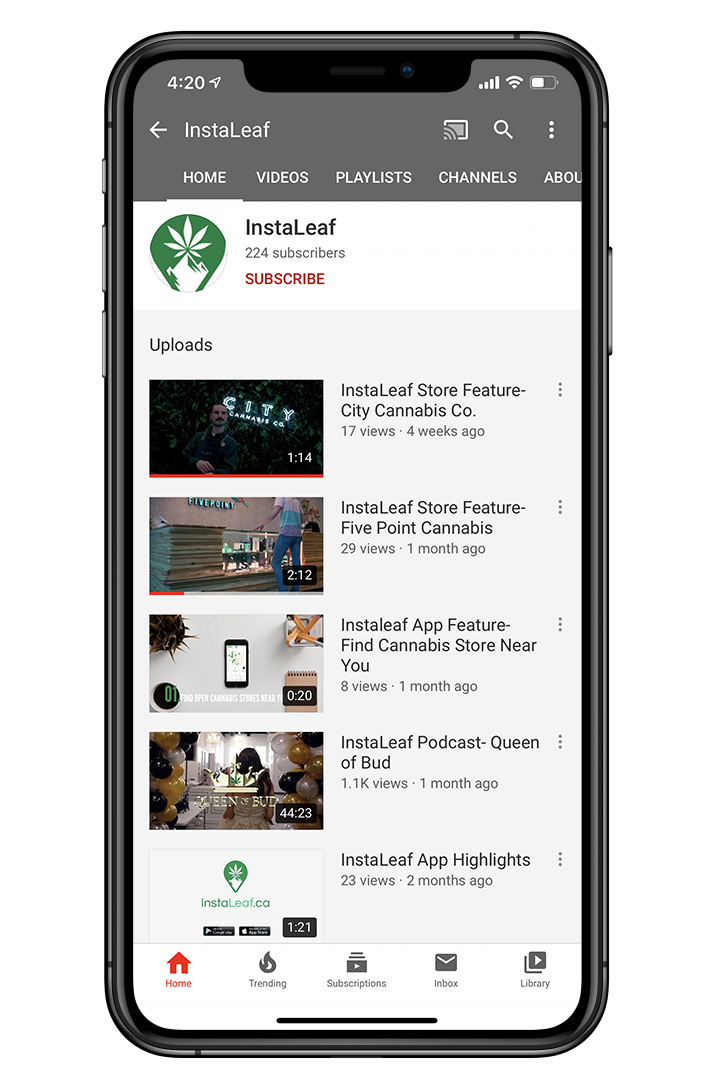 4:20
InstaLeaf
HOME VIDEOS PLAYLISTS CHANNELS ABOU
InstaLeaf
224 subscribers
SUBSCRIBE
Uploads
CITY
CANNABIS CO.
1:14
InstaLeaf Store Feature-
City Cannabis Co.
17 views · 4 weeks ago
FIVEPOINT
2:12
InstaLeaf Store Feature-
Five Point Cannabis
29 views · 1 month ago
01. FIND OPEN CANNABIS STORES NEAR Y
0:20
Instaleaf App Feature-
Find Cannabis Store Near
You
8 views · 1 month ago
QUEEN OF BUD
44:23
InstaLeaf Podcast- Queen
of Bud
1.1K views · 1 month ago
InstaLeaf.ca
Google play App Store
1:21
InstaLeaf App Highlights
23 views · 2 months ago
Home Trending Subscriptions Inbox Library